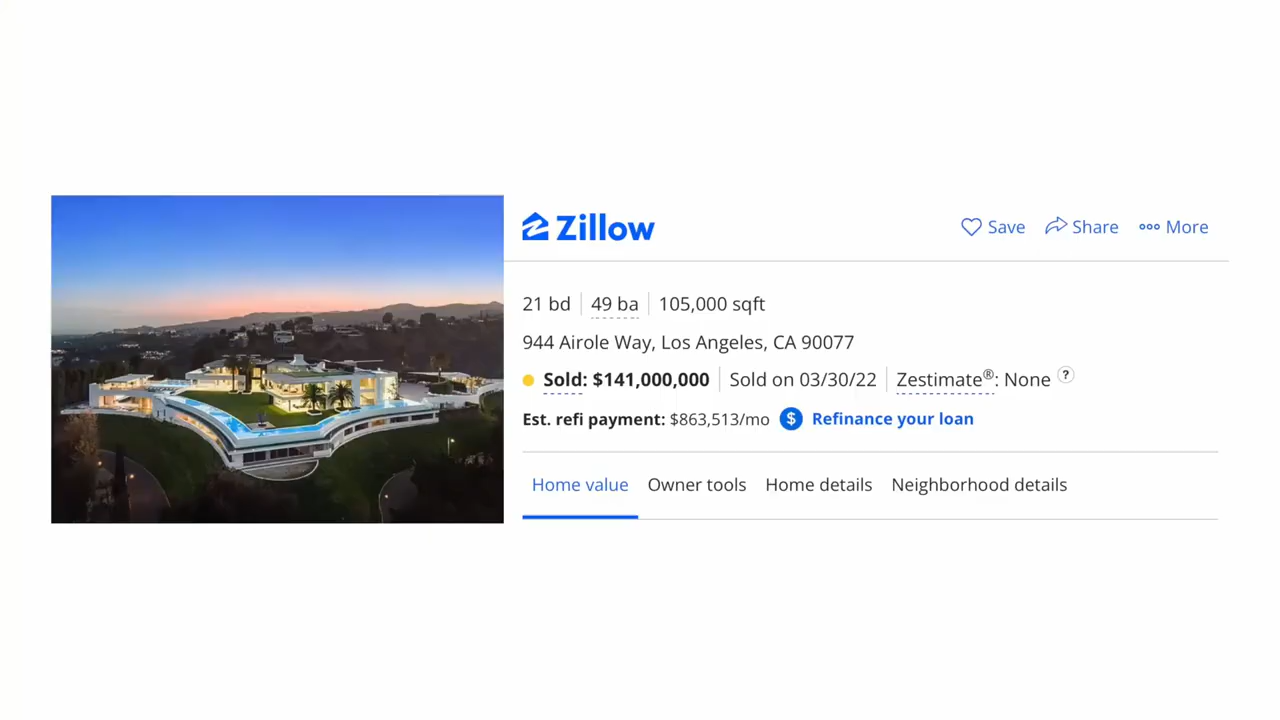 Zillow
Save Share More
21 bd 49 ba 105,000 sqft
944 Airole Way, Los Angeles, CA 90077
Sold: $141,000,000 Sold on 03/30/22 Zestimate®: None ?
Est. refi payment: $863,513/mo $ Refinance your loan
Home value Owner tools Home details Neighborhood details